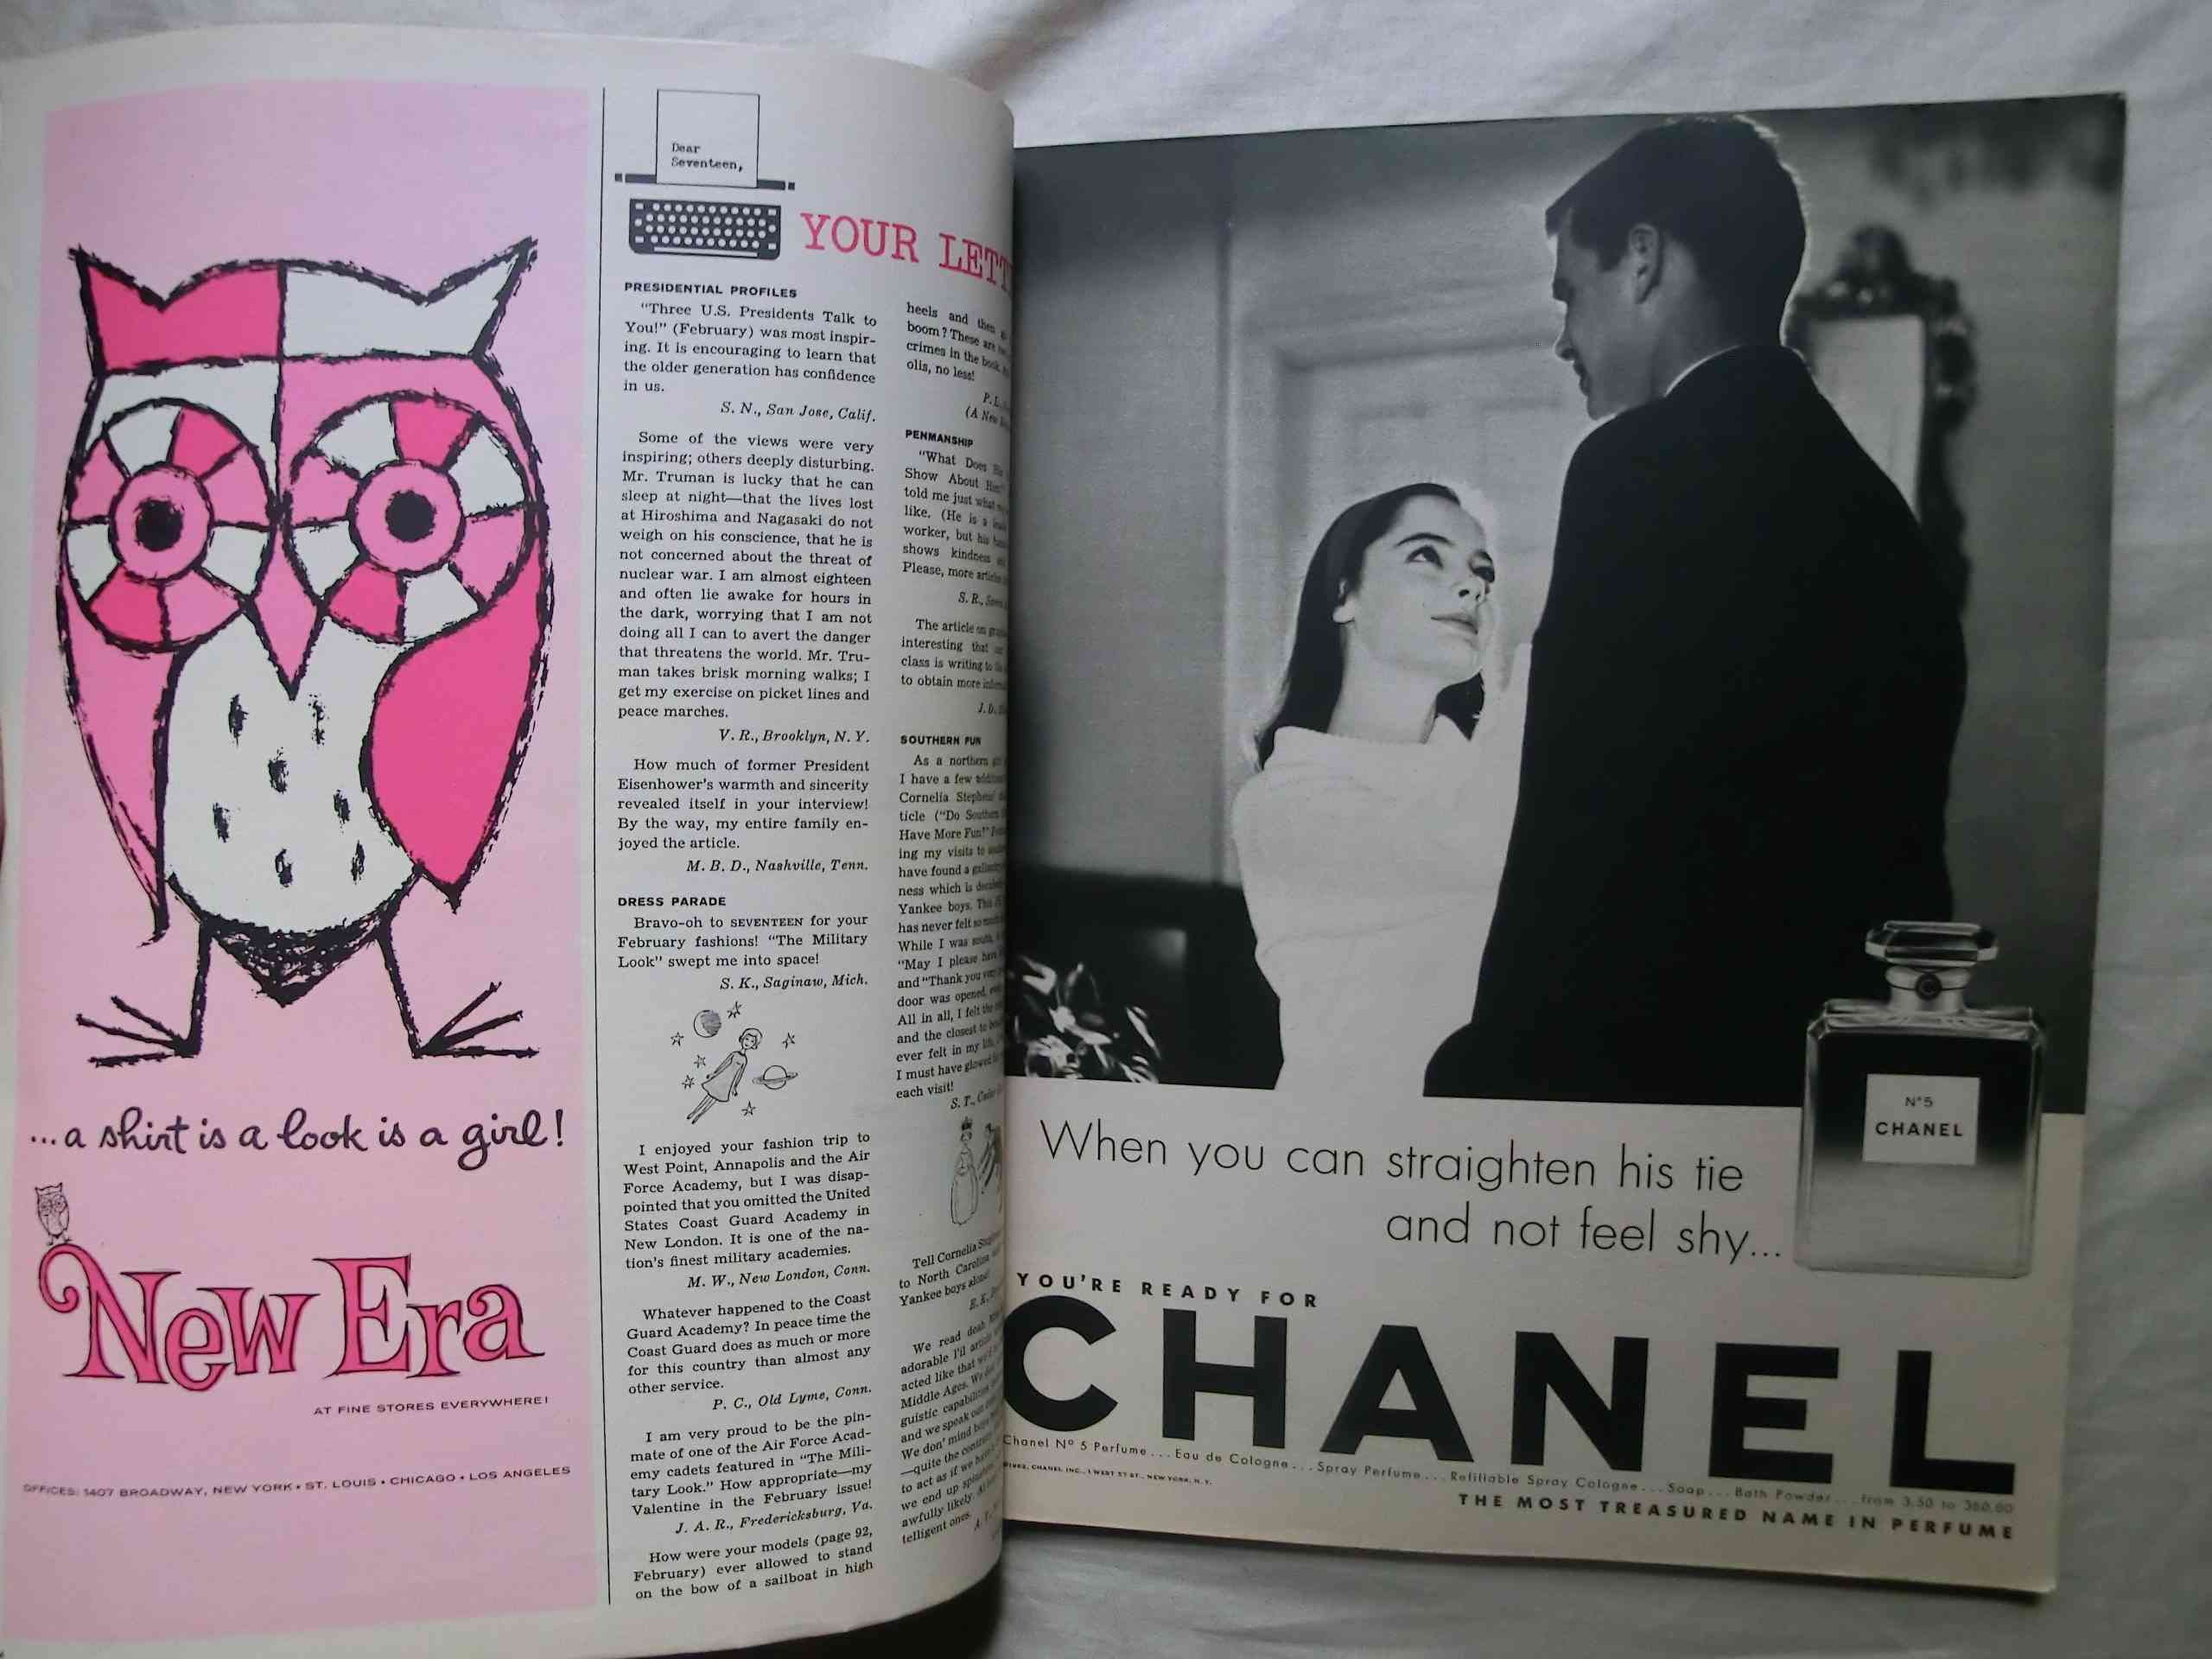 ...a shirt is a look is a girl!
New Era
AT FINE STORES EVERYWHERE!
OFFICES: 1407 BROADWAY, NEW YORK • ST. LOUIS • CHICAGO • LOS ANGELES
Dear
Seventeen,
YOUR
PRESIDENTIAL PROFILES
"Three U.S. Presidents Talk to
You!" (February) was most inspir-
ing. It is encouraging to learn that
the older generation has confidence
in us.
S. N., San Jose, Calif.
Some of the views were very
inspiring; others deeply disturbing.
Mr. Truman is lucky that he can
sleep at night—that the lives lost
at Hiroshima and Nagasaki do not
weigh on his conscience, that he is
not concerned about the threat of
nuclear war. I am almost eighteen
and often lie awake for hours in
the dark, worrying that I am not
doing all I can to avert the danger
that threatens the world. Mr. Tru-
man takes brisk morning walks; I
get my exercise on picket lines and
peace marches.
V. R., Brooklyn, N. Y.
How much of former President
Eisenhower's warmth and sincerity
revealed itself in your interview!
By the way, my entire family en-
joyed the article.
M. B. D., Nashville, Tenn.
DRESS PARADE
Bravo-oh to SEVENTEEN for your
February fashions! "The Military
Look" swept me into space!
S. K., Saginaw, Mich.
I enjoyed your fashion trip to
West Point, Annapolis and the Air
Force Academy, but I was disap-
pointed that you omitted the United
States Coast Guard Academy in
New London. It is one of the na-
tion's finest military academies.
M. W., New London, Conn.
Whatever happened to the Coast
Guard Academy? In peace time the
Coast Guard does as much or more
for this country than almost any
other service.
P. C., Old Lyme, Conn.
I am very proud to be the pin-
mate of one of the Air Force Acad-
emy cadets featured in "The Mili-
tary Look." How appropriate—my
Valentine in the February issue!
J. A. R., Fredericksburg, Va.
How were your models (page 92,
February) ever allowed to stand
on the bow of a sailboat in high
heels and then
boom? These are
crimes in the book,
olis, no less!
P. L.
(A New
PENMANSHIP
"What Does
Show About
told me just what
like. (He is a
worker, but his
shows kindness
Please, more
S. R.,
The article on
interesting that
class is writing to
to obtain more
J. D.
SOUTHERN FUN
As a northern
I have a few
Cornelia Stephens'
ticle ("Do Southern
Have More Fun?"
ing my visits to
have found a
ness which is
Yankee boys.
has never felt so
While I was south,
"May I please have
and "Thank you very
door was opened,
All in all, I felt the
and the closest to
ever felt in my life.
I must have glowed
each visit!
S. T.,
Tell Cornelia
to North Carolina
Yankee boys alone!
We read
adorable l'il article
acted like that
Middle Ages. We
guistic capabilities
and we speak our
We don' mind
—quite the contrary
to act as if we
we end up
awfully likely.
telligent ones.
N°5
CHANEL
When you can straighten his tie
and not feel shy...
YOU'RE READY FOR
CHANEL
Chanel N° 5 Perfume... Eau de Cologne... Spray Perfume... Refillable Spray Cologne... Soap... Bath Powder... from 3.50 to
CHANEL INC., 1 WEST 57 ST., NEW YORK, N. Y.
THE MOST TREASURED NAME IN PERFUME